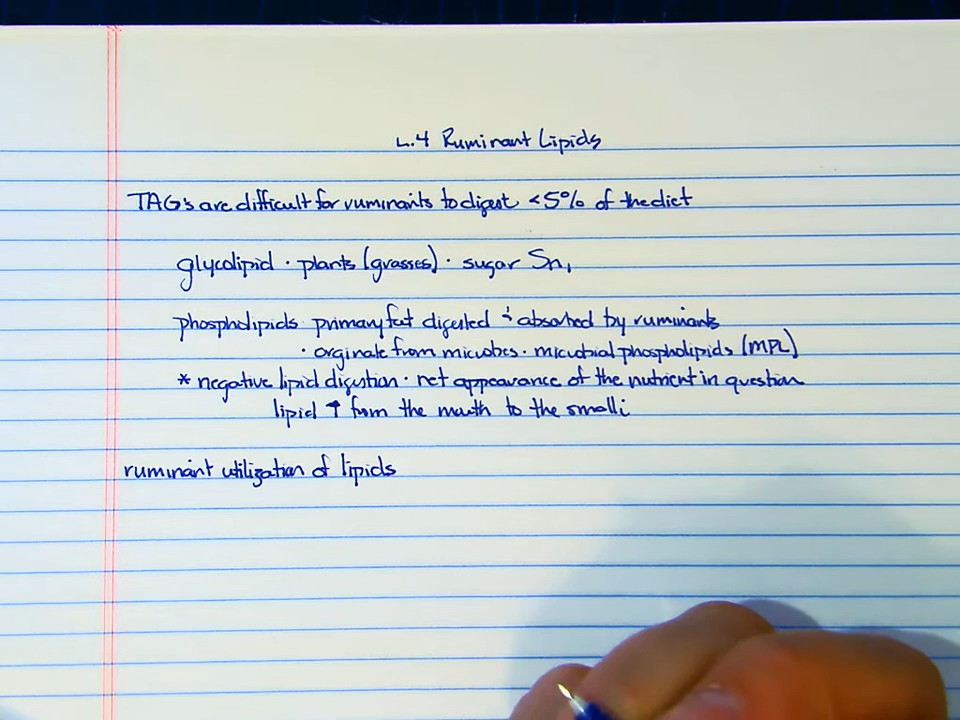 L.4 Ruminant Lipids
TAG's are difficult for ruminants to digest <5% of the diet
glycolipid · plants (grasses) · sugar Sn1
phospholipids primary fat digested & absorbed by ruminants
· orginate from microbes · microbial phospholipids (MPL)
* negative lipid digestion · net appearance of the nutrient in question
lipid ↑ from the mouth to the small i
ruminant utilization of lipids